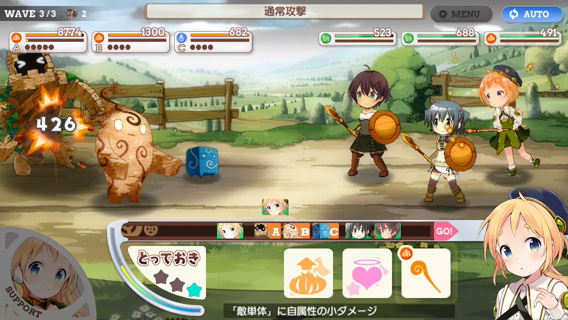 WAVE 3/3 2
通常攻撃
MENU
AUTO
8774
A
1300
B
682
C
523
688
491
426
A B C
GO!
とっておき
SUPPORT
「敵単体」に自属性の小ダメージ